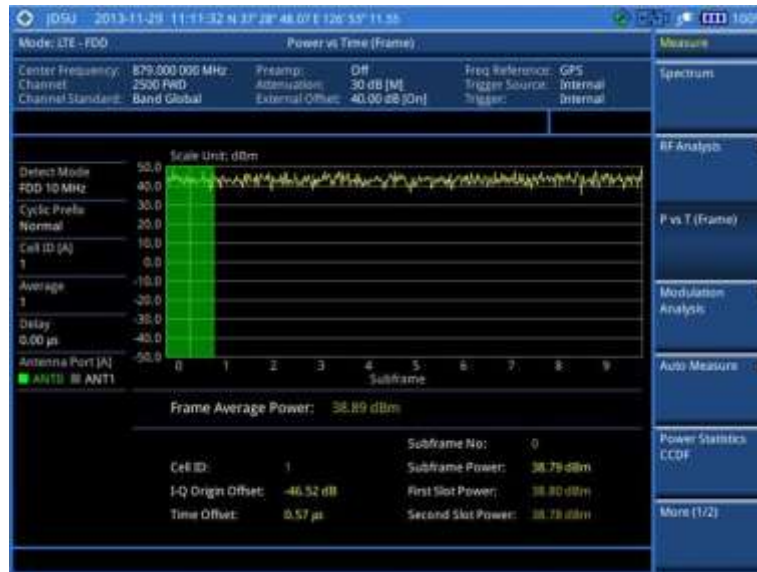 JDSU 2013-11-29 11:11:32 N 37° 28' 48.07 E 126° 53' 11.55 100%
Mode: LTE - FDD Power vs Time (Frame) Measure
Center Frequency: 879.000 000 MHz Preamp: Off Freq Reference: GPS
Channel: 2500 FWD Attenuation: 30 dB [M] Trigger Source: Internal
Channel Standard: Band Global External Offset: 40.00 dB [On] Trigger: Internal
Spectrum
RF Analysis
P vs T (Frame)
Modulation
Analysis
Auto Measure
Power Statistics
CCDF
More (1/2)
Detect Mode
FDD 10 MHz
Cyclic Prefix
Normal
Cell ID [A]
1
Average
1
Delay
0.00 µs
Antenna Port [A]
ANT0 ANT1
Scale Unit: dBm
50.0
40.0
30.0
20.0
10.0
0.0
-10.0
-20.0
-30.0
-40.0
-50.0
0 1 2 3 4 5 6 7 8 9
Subframe
Frame Average Power: 38.89 dBm
Subframe No: 0
Cell ID: 1 Subframe Power: 38.79 dBm
I-Q Origin Offset: -46.52 dB First Slot Power: 38.80 dBm
Time Offset: 0.57 µs Second Slot Power: 38.78 dBm